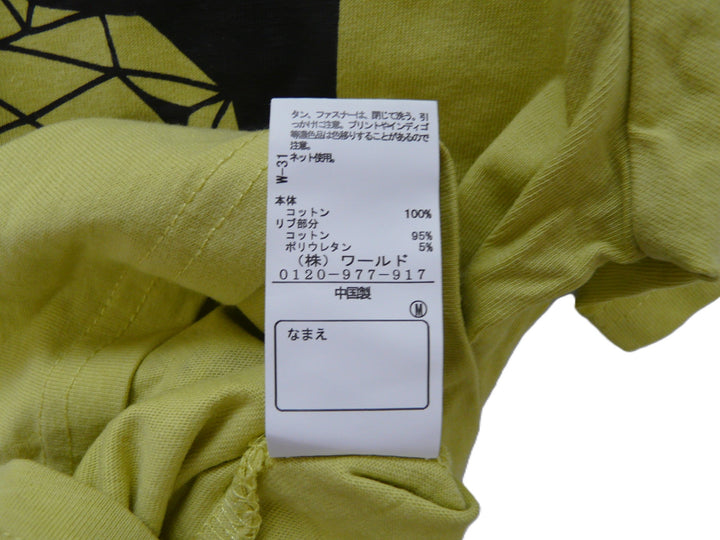 タン、ファスナーは、閉じて洗う。引
っかけに注意。プリントやインディゴ
等濃色品は色移りすることがあるので
注意。
ネット使用。
W-31
本体
コットン 100%
リブ部分
コットン 95%
ポリウレタン 5%
(株)ワールド
0120-977-917
中国製
M
なまえ